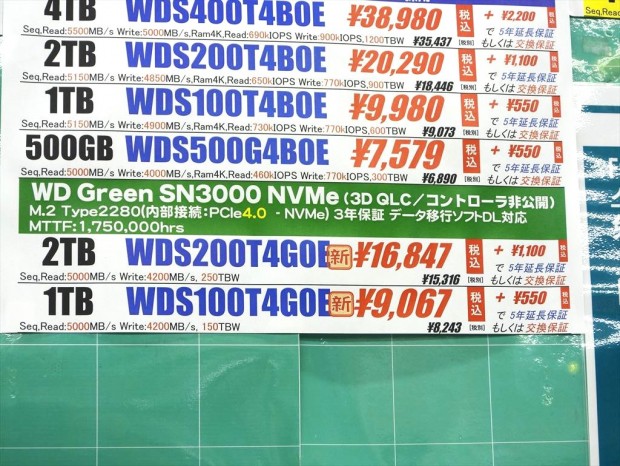 4TB WDS400T4B0E ¥38,980 税込 + ¥2,200
Seq,Read:5500MB/s Write:5000MB/s,Ram4K,Read:690kIOPS Write:900kIOPS,1200TBW ¥35,437 [税別] で 5年延長保証 もしくは 交換保証
2TB WDS200T4B0E ¥20,290 税込 + ¥1,100
Seq,Read:5150MB/s Write:4850MB/s,Ram4K,Read:650kIOPS Write:770kIOPS,900TBW ¥18,446 [税別] で 5年延長保証 もしくは 交換保証
1TB WDS100T4B0E ¥9,980 税込 + ¥550
Seq,Read:5150MB/s Write:4900MB/s,Ram4K,Read:730kIOPS Write:770kIOPS,600TBW ¥9,073 [税別] で 5年延長保証 もしくは 交換保証
500GB WDS500G4B0E ¥7,579 税込 + ¥550
Seq,Read:5000MB/s Write:4000MB/s,Ram4K,Read:460kIOPS Write:770kIOPS,300TBW ¥6,890 [税別] で 5年延長保証 もしくは 交換保証
WD Green SN3000 NVMe (3D QLC／コントローラ非公開)
M.2 Type2280(内部接続:PCIe4.0 - NVMe) 3年保証 データ移行ソフトDL対応
MTTF:1,750,000hrs
2TB WDS200T4G0E 新 ¥16,847 税込 + ¥1,100
Seq,Read:5000MB/s Write:4200MB/s, 250TBW ¥15,316 [税別] で 5年延長保証 もしくは 交換保証
1TB WDS100T4G0E 新 ¥9,067 税込 + ¥550
Seq,Read:5000MB/s Write:4200MB/s, 150TBW ¥8,243 [税別] で 5年延長保証 もしくは 交換保証